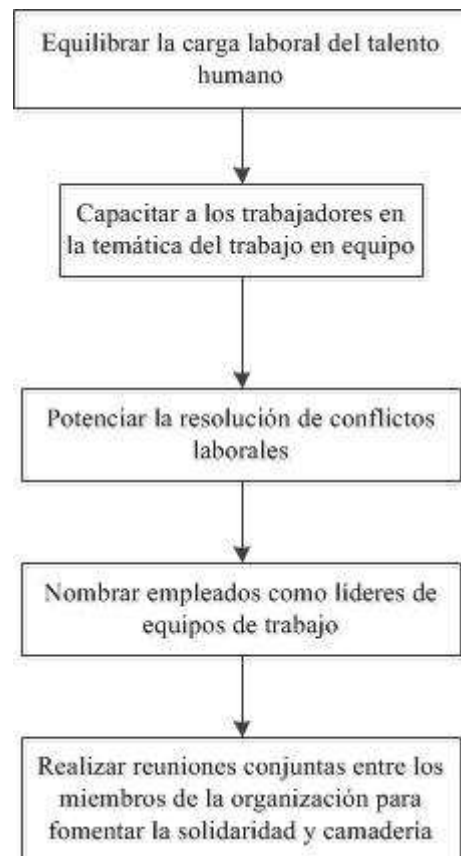 Equilibrar la carga laboral del talento
humano
Capacitar a los trabajadores en
la temática del trabajo en equipo
Potenciar la resolución de conflictos
laborales
Nombrar empleados como líderes de
equipos de trabajo
Realizar reuniones conjuntas entre los
miembros de la organización para
fomentar la solidaridad y camadería